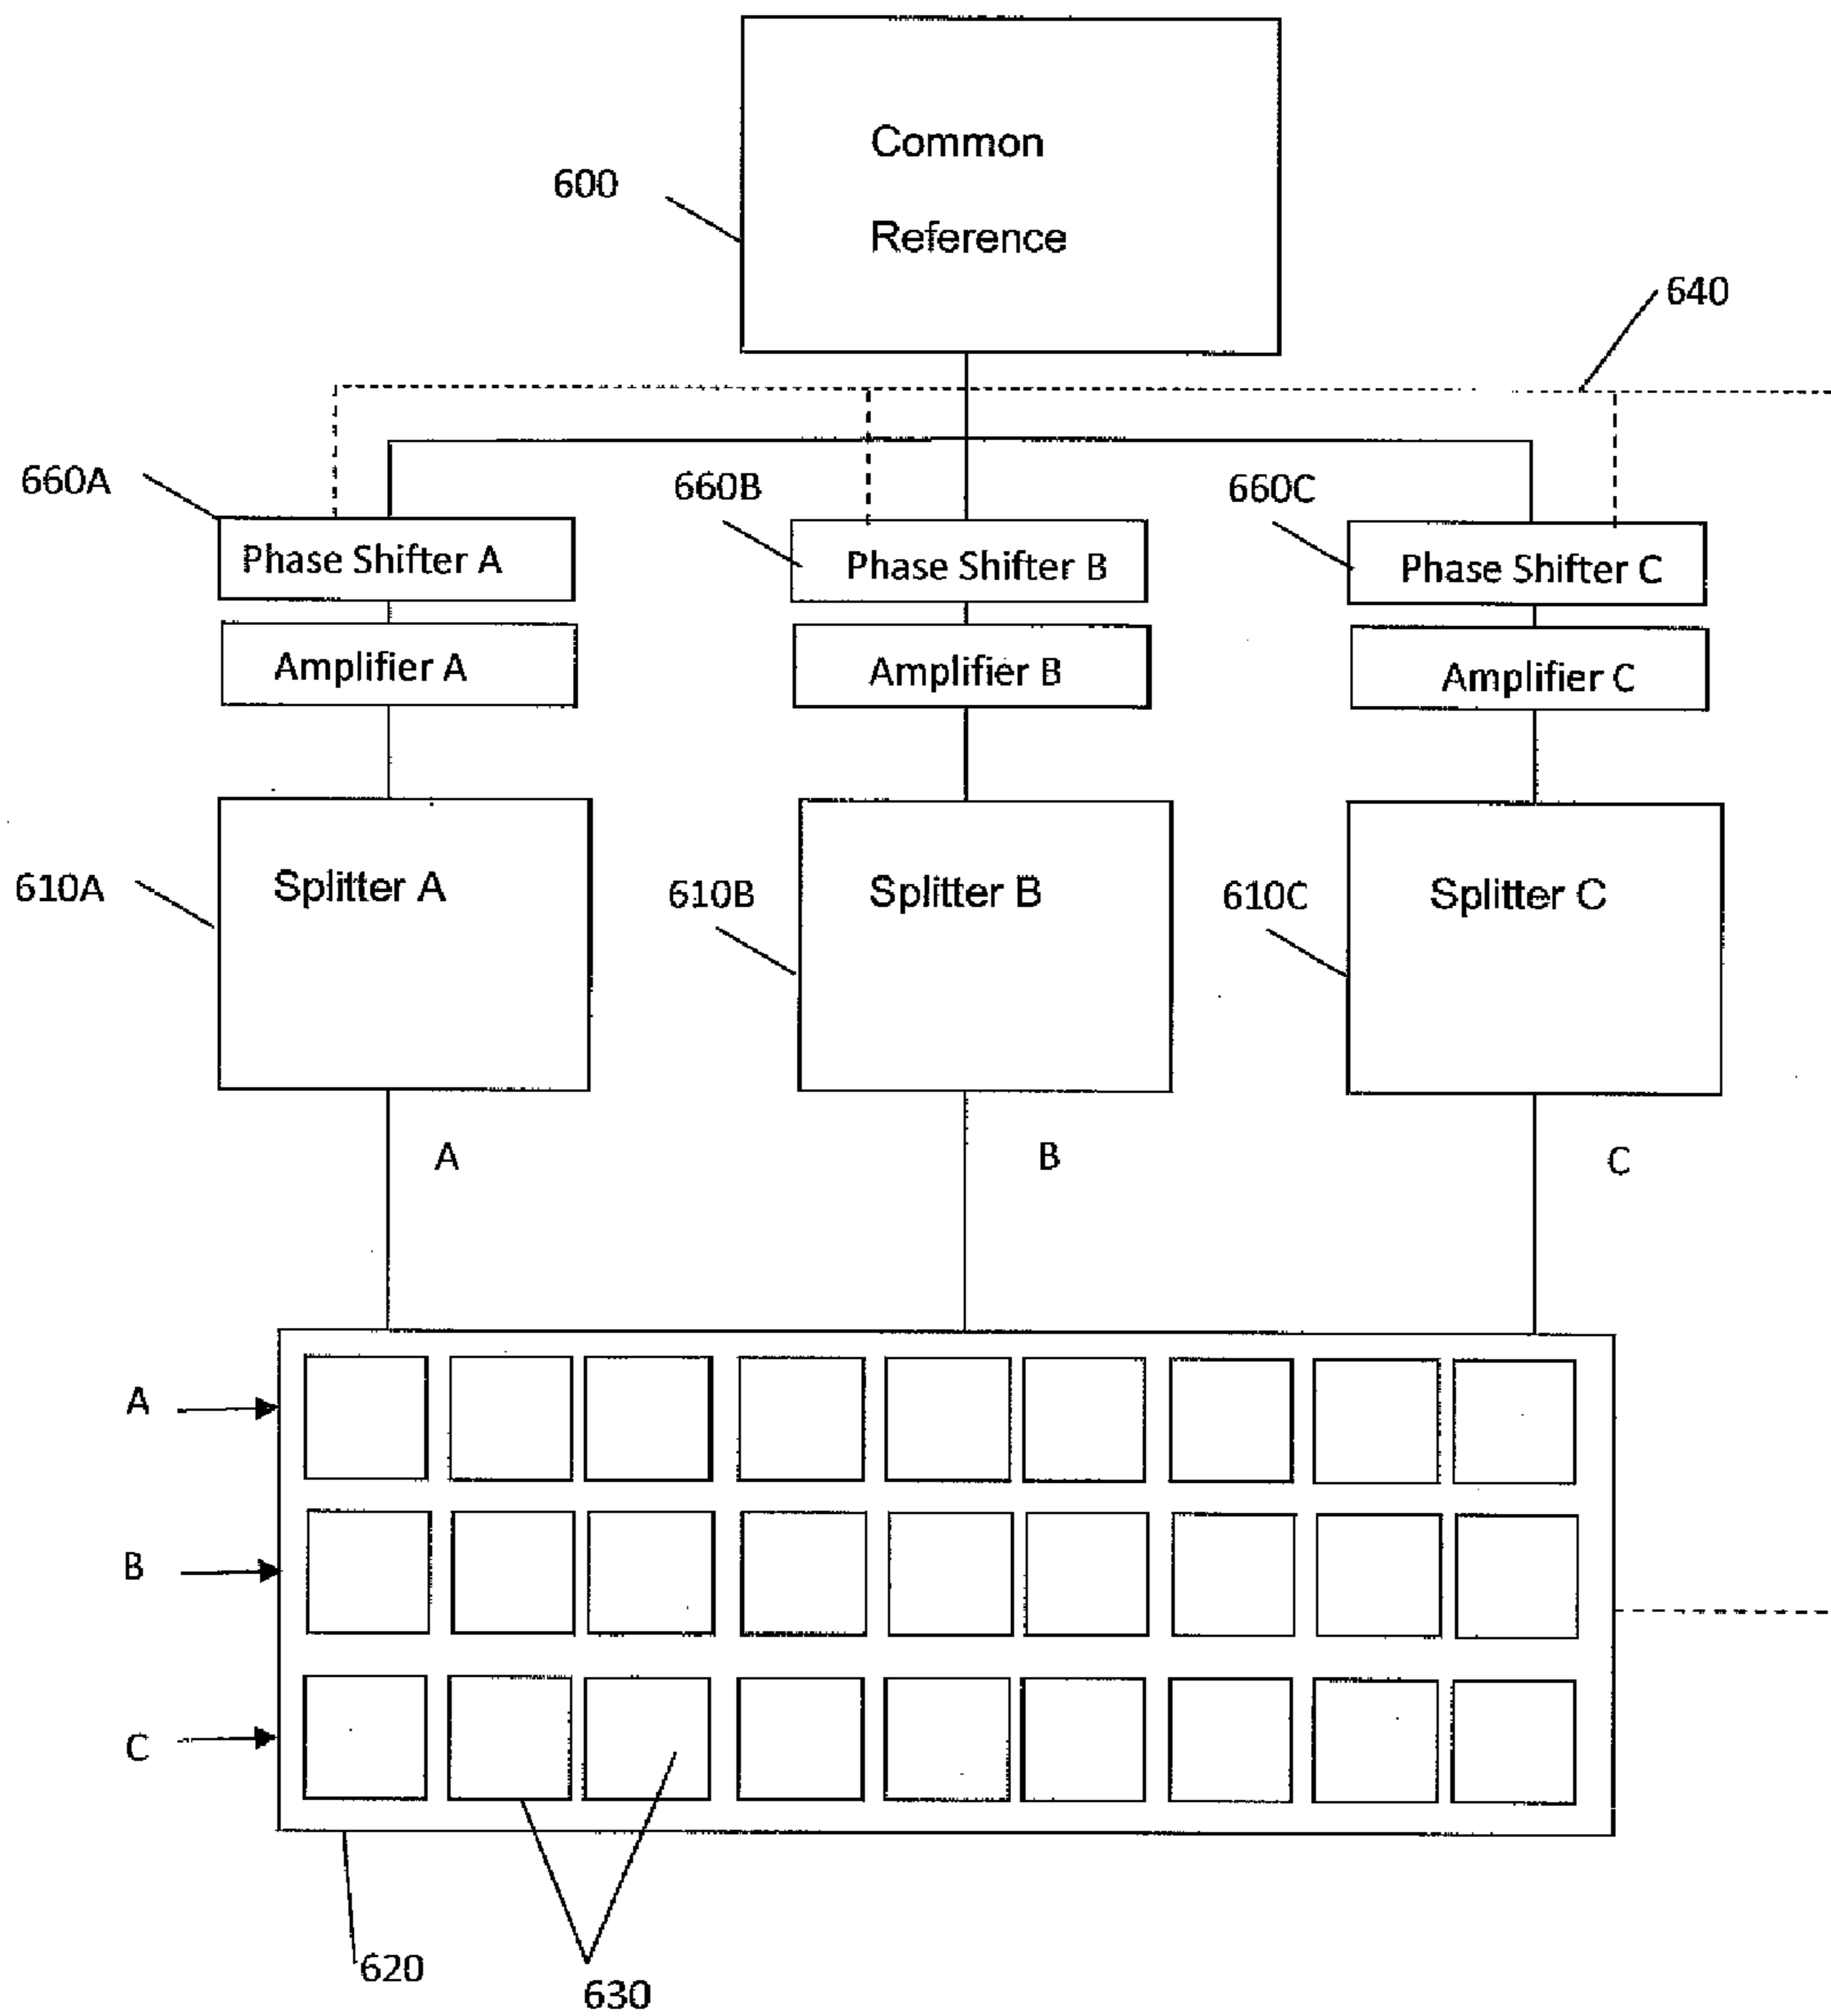 Common
600
Reference
640
660A
660B
660C
Phase Shifter A
Phase Shifter B
Phase Shifter C
Amplifier A
Amplifier B
Amplifier C
Splitter A
Splitter B
Splitter C
610A
610B
610C
A
B
C
A
B
C
620
630